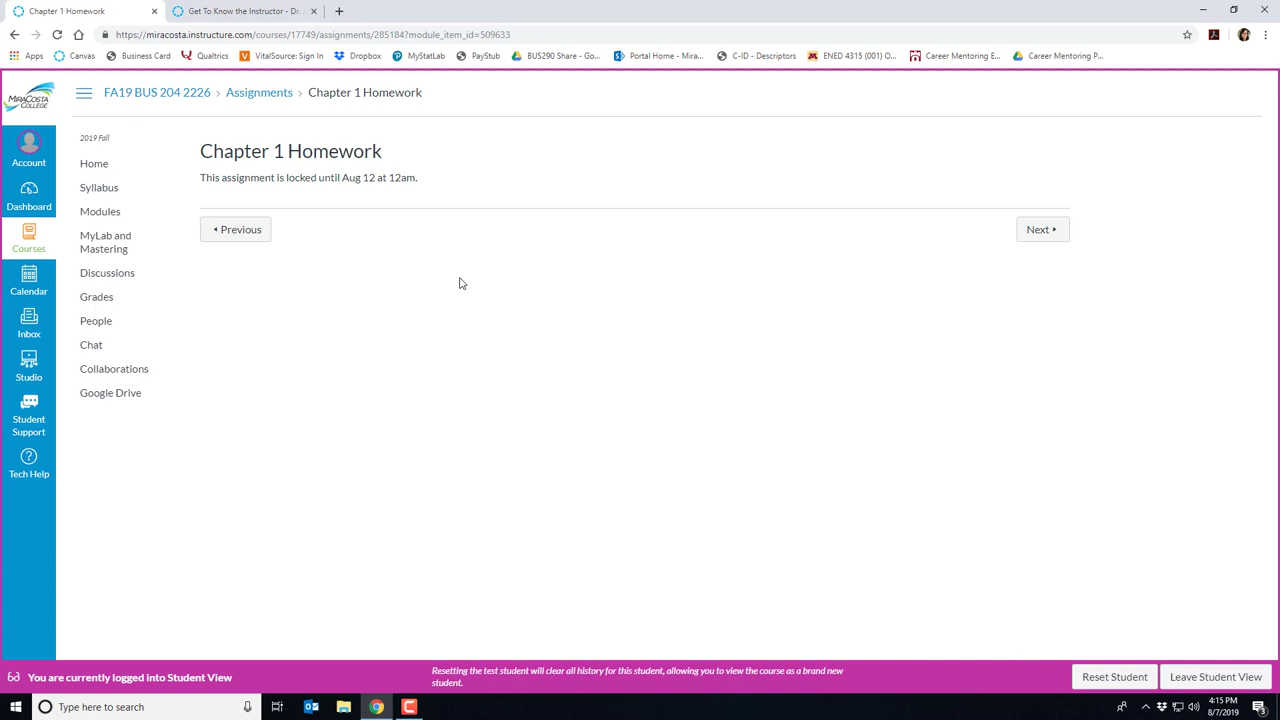 Chapter 1 Homework
Get To Know the Instructor - Dr.
https://miracosta.instructure.com/courses/17749/assignments/285184?module_item_id=509633
Apps Canvas Business Card Qualtrics VitalSource: Sign In Dropbox MyStatLab PayStub BUS290 Share - Go... Portal Home - Mira... C-ID - Descriptors ENED 4315 (001) O... Career Mentoring E... Career Mentoring P...
MIRACOSTA
COLLEGE
FA19 BUS 204 2226 › Assignments › Chapter 1 Homework
Account
Dashboard
Courses
Calendar
Inbox
Studio
Student
Support
Tech Help
2019 Fall
Home
Syllabus
Modules
MyLab and
Mastering
Discussions
Grades
People
Chat
Collaborations
Google Drive
Chapter 1 Homework
This assignment is locked until Aug 12 at 12am.
Previous
Next
You are currently logged into Student View
Resetting the test student will clear all history for this student, allowing you to view the course as a brand new
student.
Reset Student
Leave Student View
Type here to search
4:15 PM
8/7/2019
3